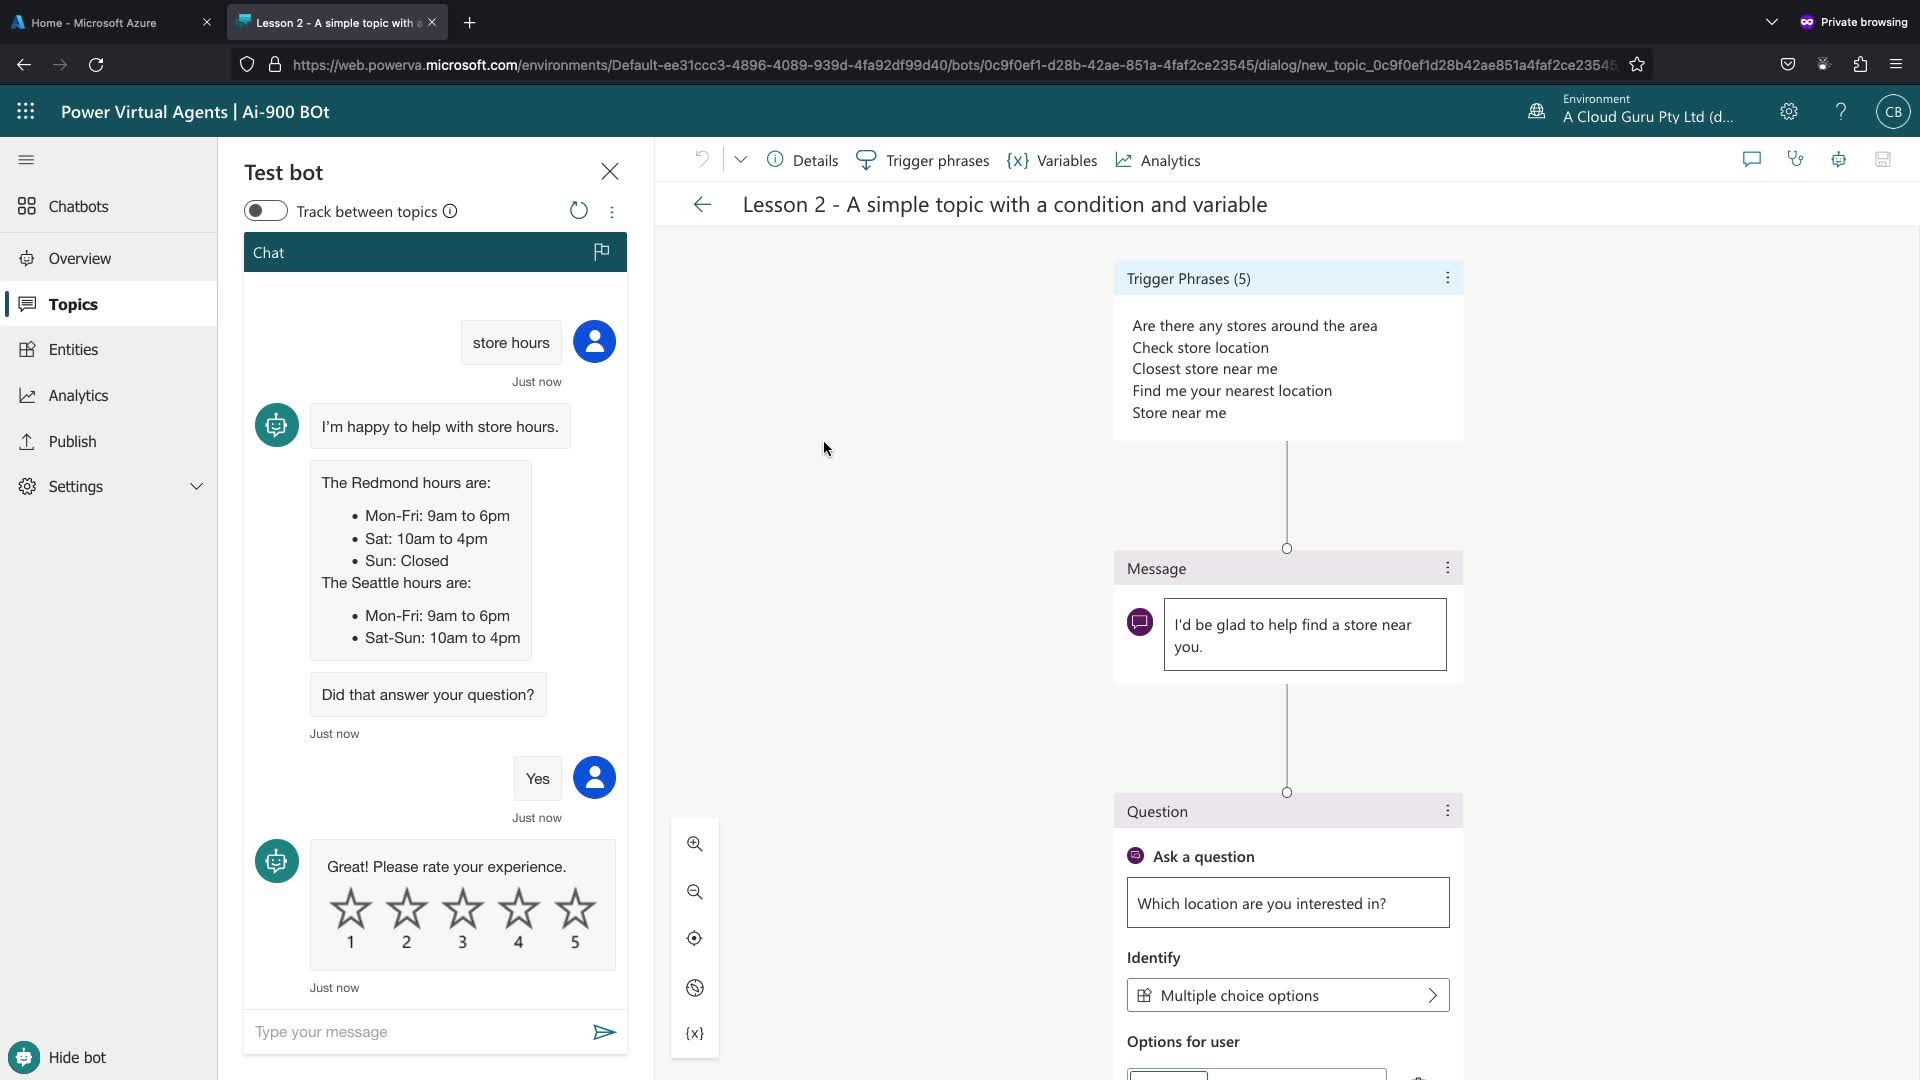 Home - Microsoft Azure
Lesson 2 - A simple topic with a
Private browsing
https://web.powerva.microsoft.com/environments/Default-ee31ccc3-4896-4089-939d-4fa92df99d40/bots/0c9f0ef1-d28b-42ae-851a-4faf2ce23545/dialog/new_topic_0c9f0ef1d28b42ae851a4faf2ce23545
Power Virtual Agents | Ai-900 BOt
Environment
A Cloud Guru Pty Ltd (d...
CB
Chatbots
Overview
Topics
Entities
Analytics
Publish
Settings
Hide bot
Test bot
Track between topics
Chat
store hours
Just now
I'm happy to help with store hours.
The Redmond hours are:
• Mon-Fri: 9am to 6pm
• Sat: 10am to 4pm
• Sun: Closed
The Seattle hours are:
• Mon-Fri: 9am to 6pm
• Sat-Sun: 10am to 4pm
Did that answer your question?
Just now
Yes
Just now
Great! Please rate your experience.
1 2 3 4 5
Just now
Type your message
Details
Trigger phrases
{x} Variables
Analytics
Lesson 2 - A simple topic with a condition and variable
{x}
Trigger Phrases (5)
Are there any stores around the area
Check store location
Closest store near me
Find me your nearest location
Store near me
Message
I'd be glad to help find a store near
you.
Question
Ask a question
Which location are you interested in?
Identify
Multiple choice options
Options for user